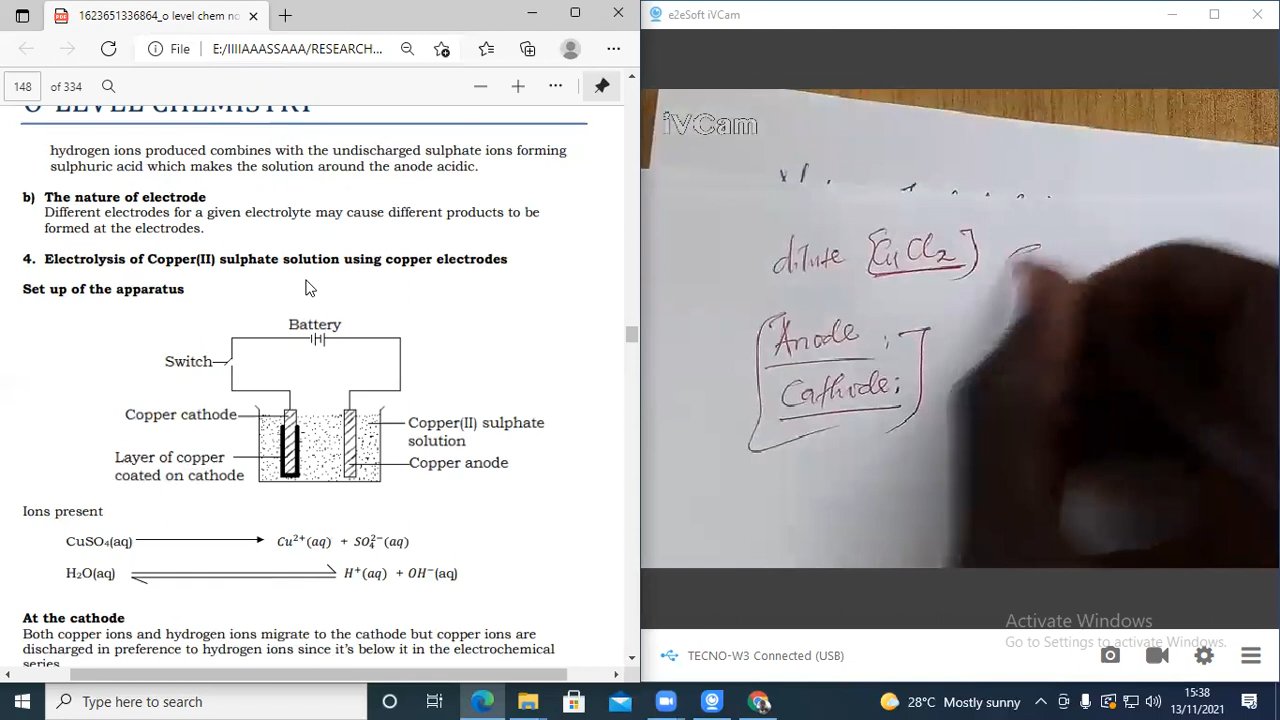 1623651336864_o level chem no
File
E:/IIIIAAASSAAA/RESEARCH...
148 of 334
O-LEVEL CHEMISTRY
hydrogen ions produced combines with the undischarged sulphate ions forming
sulphuric acid which makes the solution around the anode acidic.
b) The nature of electrode
Different electrodes for a given electrolyte may cause different products to be
formed at the electrodes.
4. Electrolysis of Copper(II) sulphate solution using copper electrodes
Set up of the apparatus
Battery
Switch
Copper cathode
Copper(II) sulphate
solution
Layer of copper
coated on cathode
Copper anode
Ions present
CuSO₄(aq) → Cu²⁺(aq) + SO₄²⁻(aq)
H₂O(aq) ⇌ H⁺(aq) + OH⁻(aq)
At the cathode
Both copper ions and hydrogen ions migrate to the cathode but copper ions are
discharged in preference to hydrogen ions since it's below it in the electrochemical
series
e2eSoft iVCam
iVCam
dilute [CuCl₂]
Anode ;
Cathode;
Activate Windows
Go to Settings to activate Windows.
TECNO-W3 Connected (USB)
Type here to search
28°C Mostly sunny
15:38
13/11/2021